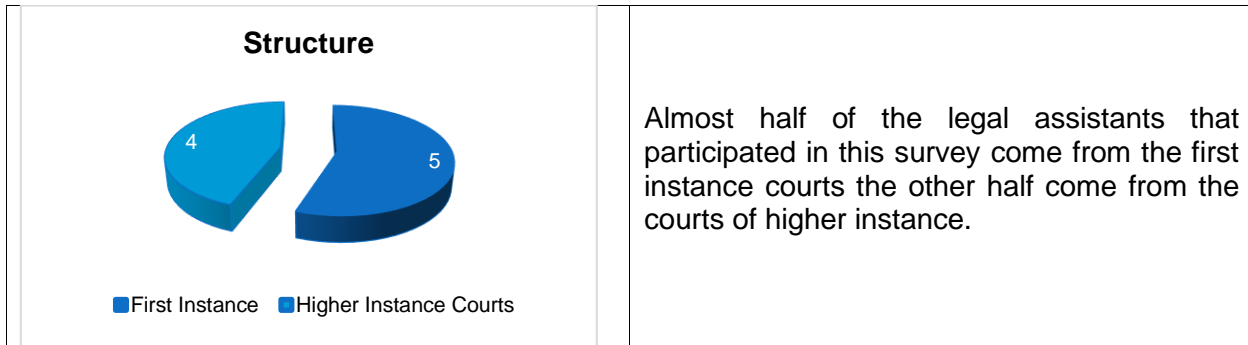 Structure
4
5
First Instance
Higher Instance Courts
Almost half of the legal assistants that
participated in this survey come from the first
instance courts the other half come from the
courts of higher instance.